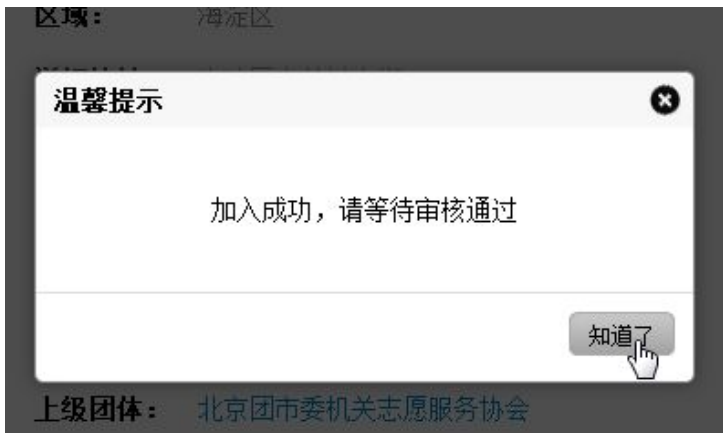 区域： 海淀区
温馨提示
加入成功，请等待审核通过
知道了
上级团体： 北京团市委机关志愿服务协会